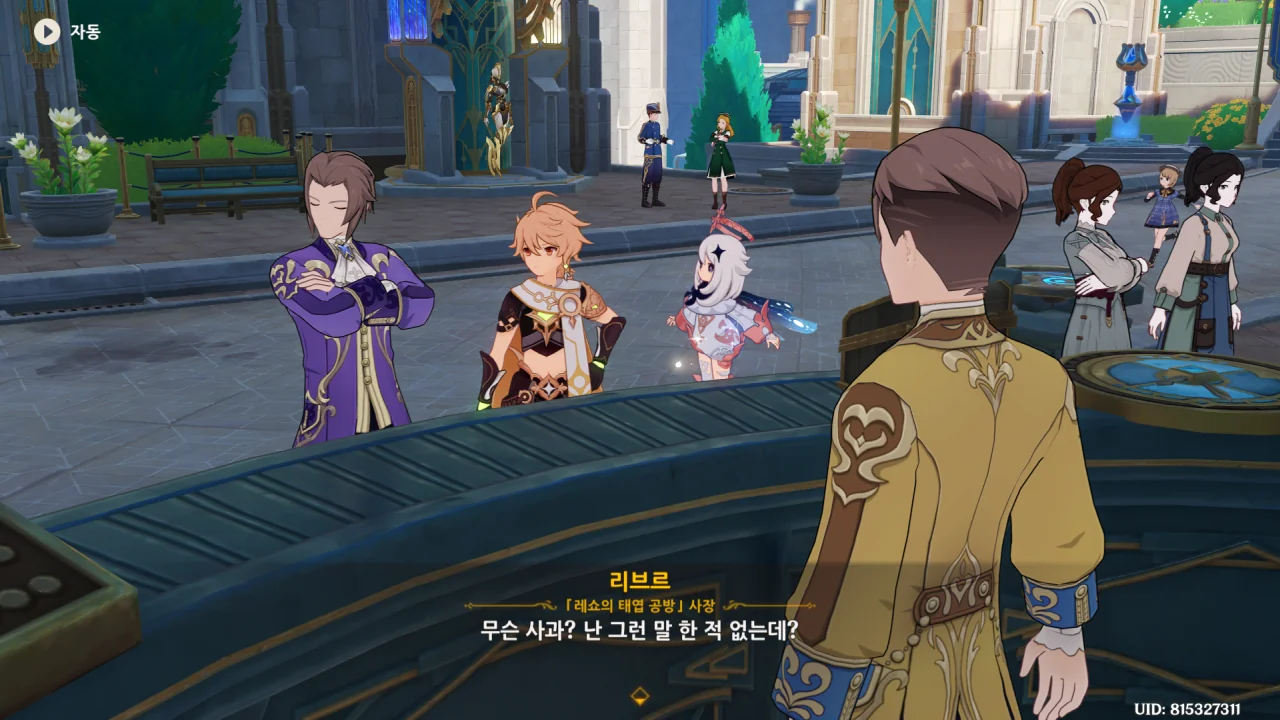 자동
리브르
「레쇼의 태엽 공방」 사장
무슨 사과? 난 그런 말 한 적 없는데?
UID: 815327311